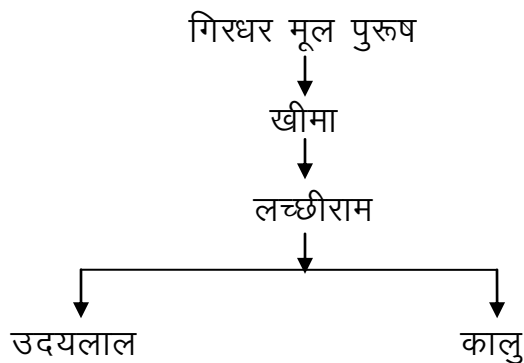 गिरधर मूल पुरूष
खीमा
लच्छीराम
उदयलाल कालु